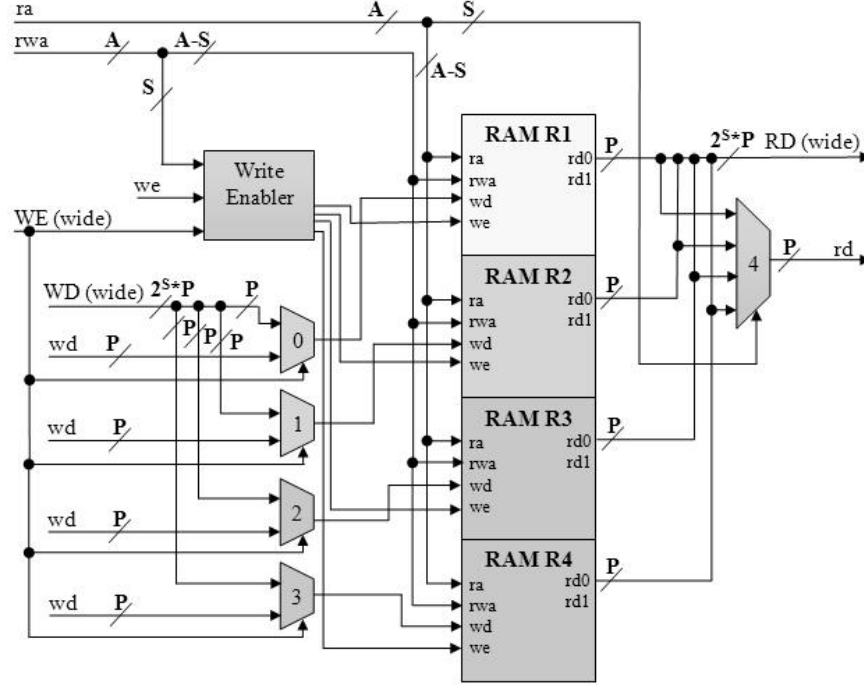 ra A A S
rwa A A-S
S A-S
Write Enabler
we
WE (wide)
WD (wide) 2^S*P P
P P P
wd P
0
wd P
1
wd P
2
wd P
3
RAM R1
ra rd0 P
rwa rd1
wd
we
RAM R2
ra rd0 P
rwa rd1
wd
we
RAM R3
ra rd0 P
rwa rd1
wd
we
RAM R4
ra rd0 P
rwa rd1
wd
we
2^S*P RD (wide)
4 P rd